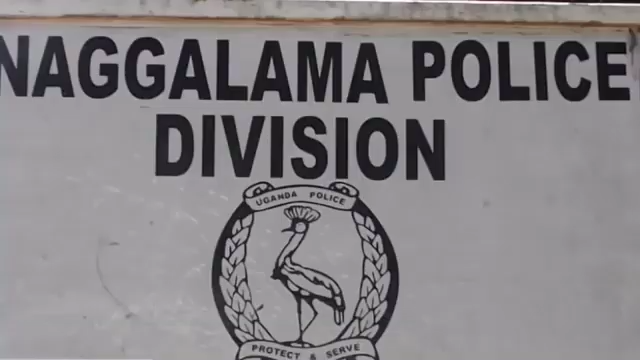 NAGGALAMA POLICE
DIVISION
UGANDA POLICE
PROTECT & SERVE